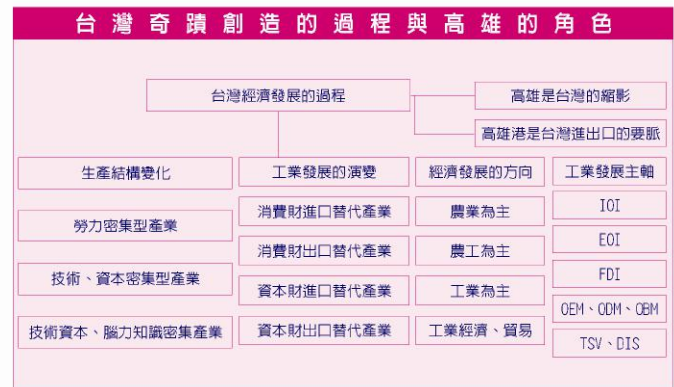 台灣奇蹟創造的過程與高雄的角色
台灣經濟發展的過程
高雄是台灣的縮影
高雄港是台灣進出口的要脈
生產結構變化
工業發展的演變
經濟發展的方向
工業發展主軸
勞力密集型產業
消費財進口替代產業
農業為主
IOI
消費財出口替代產業
農工為主
EOI
技術、資本密集型產業
資本財進口替代產業
工業為主
FDI
OEM、ODM、OBM
技術資本、腦力知識密集產業
資本財出口替代產業
工業經濟、貿易
TSV、DIS